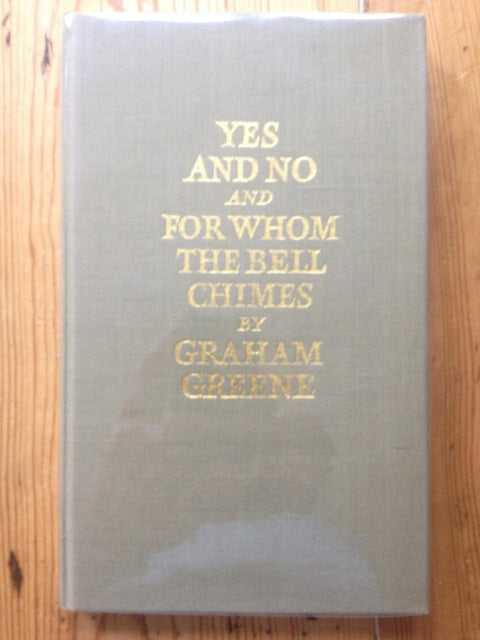 YES
AND NO
AND
FOR WHOM
THE BELL
CHIMES
BY
GRAHAM
GREENE